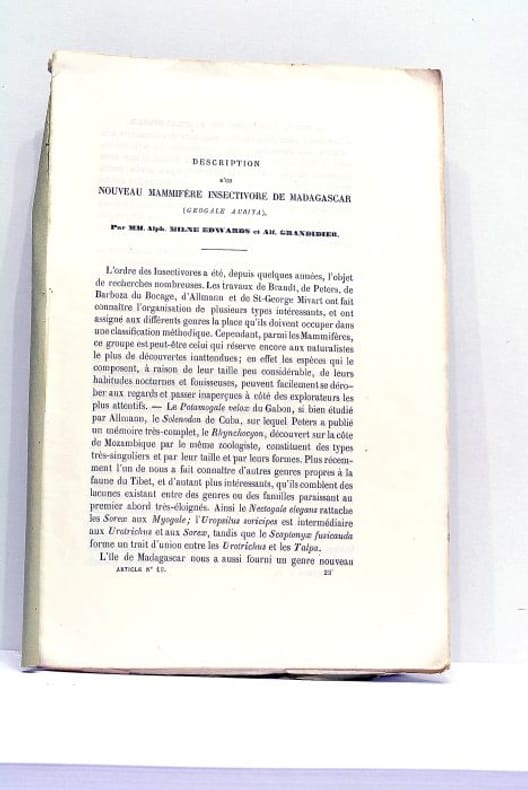 DESCRIPTION
D'UN
NOUVEAU MAMMIFÈRE INSECTIVORE DE MADAGASCAR
(GEOGALE AURITA),
Par MM. Alph. MILNE EDWARDS et Alf. GRANDIDIER.
L'ordre des Insectivores a été, depuis quelques années, l'objet
de recherches nombreuses. Les travaux de Brandt, de Peters, de
Barboza du Bocage, d'Allmann et de St-George Mivart ont fait
connaître l'organisation de plusieurs types intéressants, et ont
assigné aux différents genres la place qu'ils doivent occuper dans
une classification méthodique. Cependant, parmi les Mammifères,
ce groupe est peut-être celui qui réserve encore aux naturalistes
le plus de découvertes inattendues; en effet les espèces qui le
composent, à raison de leur taille peu considérable, de leurs
habitudes nocturnes et fouisseuses, peuvent facilement se déro-
ber aux regards et passer inaperçues à côté des explorateurs les
plus attentifs. — Le Potamogale velox du Gabon, si bien étudié
par Allmann, le Solenodon de Cuba, sur lequel Peters a publié
un mémoire très-complet, le Rhynchocyon, découvert sur la côte
de Mozambique par le même zoologiste, constituent des types
très-singuliers et par leur taille et par leurs formes. Plus récem-
ment l'un de nous a fait connaître d'autres genres propres à la
faune du Tibet, et d'autant plus intéressants, qu'ils comblent des
lacunes existant entre des genres ou des familles paraissant au
premier abord très-éloignés. Ainsi le Nectogale elegans rattache
les Sorex aux Myogale; l'Uropsilus soricipes est intermédiaire
aux Urotrichus et aux Sorex, tandis que le Scaptonyx fusicauda
forme un trait d'union entre les Urotrichus et les Talpa.
L'île de Madagascar nous a aussi fourni un genre nouveau
ARTICLE N° 10.
23